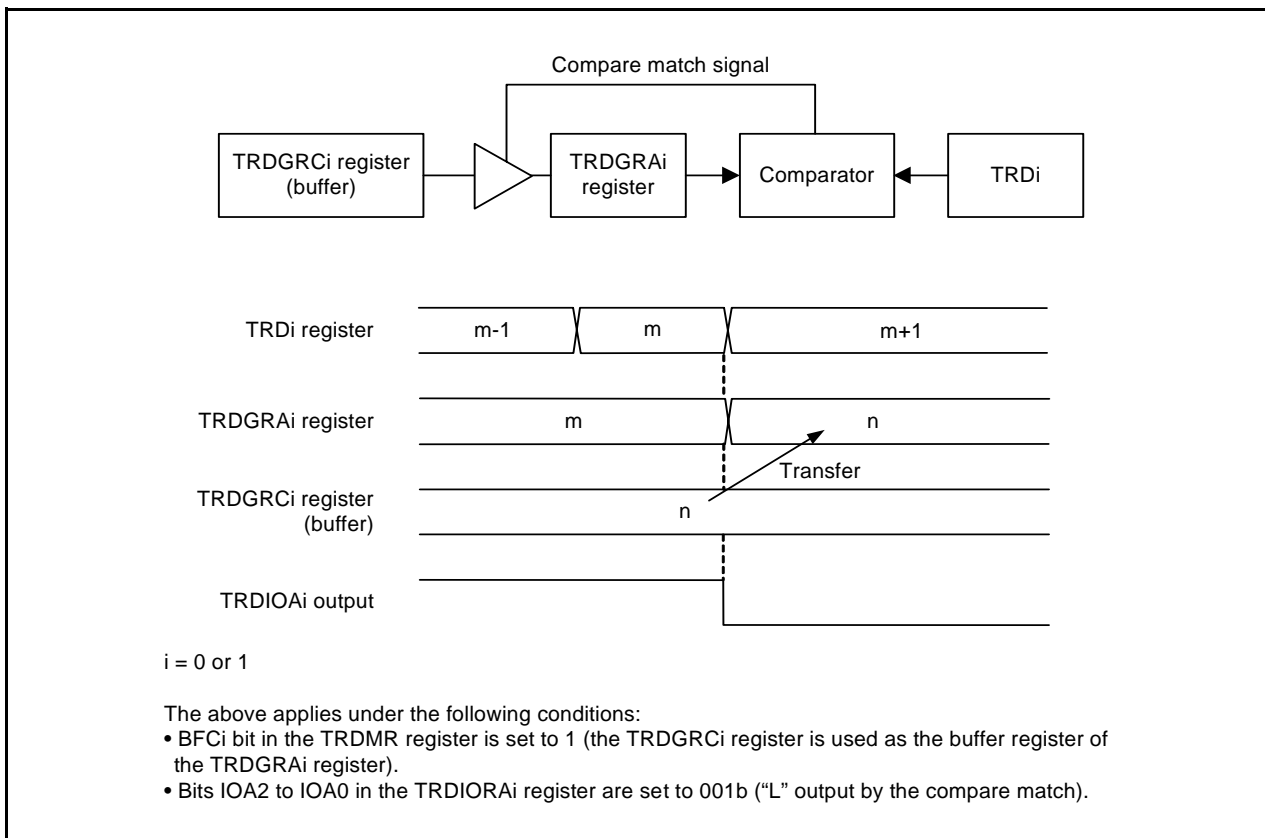 Compare match signal
TRDGRCi register
(buffer)
TRDGRAi
register
Comparator
TRDi
TRDi register
m-1
m
m+1
TRDGRAi register
m
n
Transfer
TRDGRCi register
(buffer)
n
TRDIOAi output
i = 0 or 1
The above applies under the following conditions:
• BFCi bit in the TRDMR register is set to 1 (the TRDGRCi register is used as the buffer register of
the TRDGRAi register).
• Bits IOA2 to IOA0 in the TRDIORAi register are set to 001b (“L” output by the compare match).